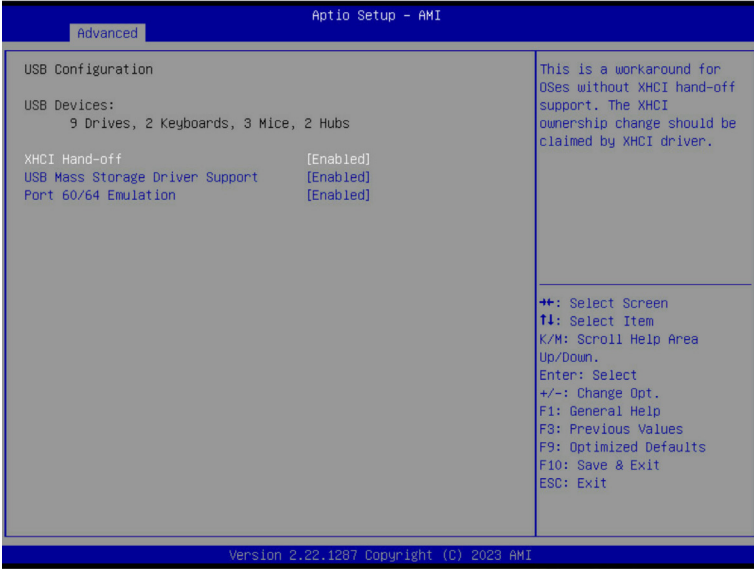 Aptio Setup – AMI
Advanced
USB Configuration
USB Devices:
9 Drives, 2 Keyboards, 3 Mice, 2 Hubs
XHCI Hand-off [Enabled]
USB Mass Storage Driver Support [Enabled]
Port 60/64 Emulation [Enabled]
This is a workaround for
OSes without XHCI hand-off
support. The XHCI
ownership change should be
claimed by XHCI driver.
→←: Select Screen
↑↓: Select Item
K/M: Scroll Help Area
Up/Down.
Enter: Select
+/-: Change Opt.
F1: General Help
F3: Previous Values
F9: Optimized Defaults
F10: Save & Exit
ESC: Exit
Version 2.22.1287 Copyright (C) 2023 AMI